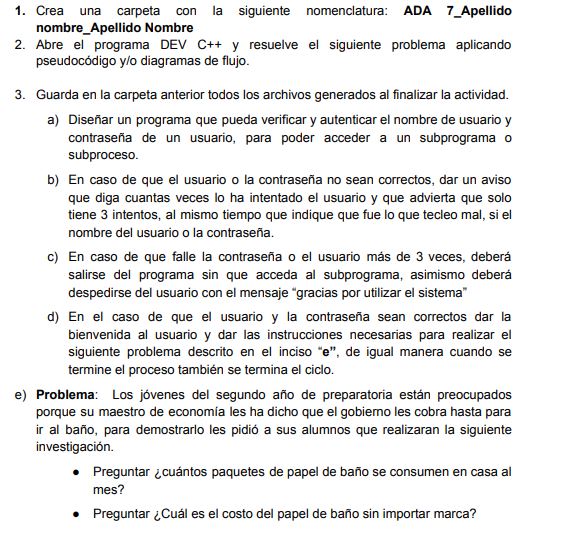 1. Crea una carpeta con la siguiente nomenclatura: ADA 7_Apellido
nombre_Apellido Nombre
2. Abre el programa DEV C++ y resuelve el siguiente problema aplicando
pseudocódigo y/o diagramas de flujo.
3. Guarda en la carpeta anterior todos los archivos generados al finalizar la actividad.
a) Diseñar un programa que pueda verificar y autenticar el nombre de usuario y
contraseña de un usuario, para poder acceder a un subprograma o
subproceso.
b) En caso de que el usuario o la contraseña no sean correctos, dar un aviso
que diga cuantas veces lo ha intentado el usuario y que advierta que solo
tiene 3 intentos, al mismo tiempo que indique que fue lo que tecleo mal, si el
nombre del usuario o la contraseña.
c) En caso de que falle la contraseña o el usuario más de 3 veces, deberá
salirse del programa sin que acceda al subprograma, asimismo deberá
despedirse del usuario con el mensaje “gracias por utilizar el sistema”
d) En el caso de que el usuario y la contraseña sean correctos dar la
bienvenida al usuario y dar las instrucciones necesarias para realizar el
siguiente problema descrito en el inciso “e”, de igual manera cuando se
termine el proceso también se termina el ciclo.
e) Problema: Los jóvenes del segundo año de preparatoria están preocupados
porque su maestro de economía les ha dicho que el gobierno les cobra hasta para
ir al baño, para demostrarlo les pidió a sus alumnos que realizaran la siguiente
investigación.
• Preguntar ¿cuántos paquetes de papel de baño se consumen en casa al
mes?
• Preguntar ¿Cuál es el costo del papel de baño sin importar marca?